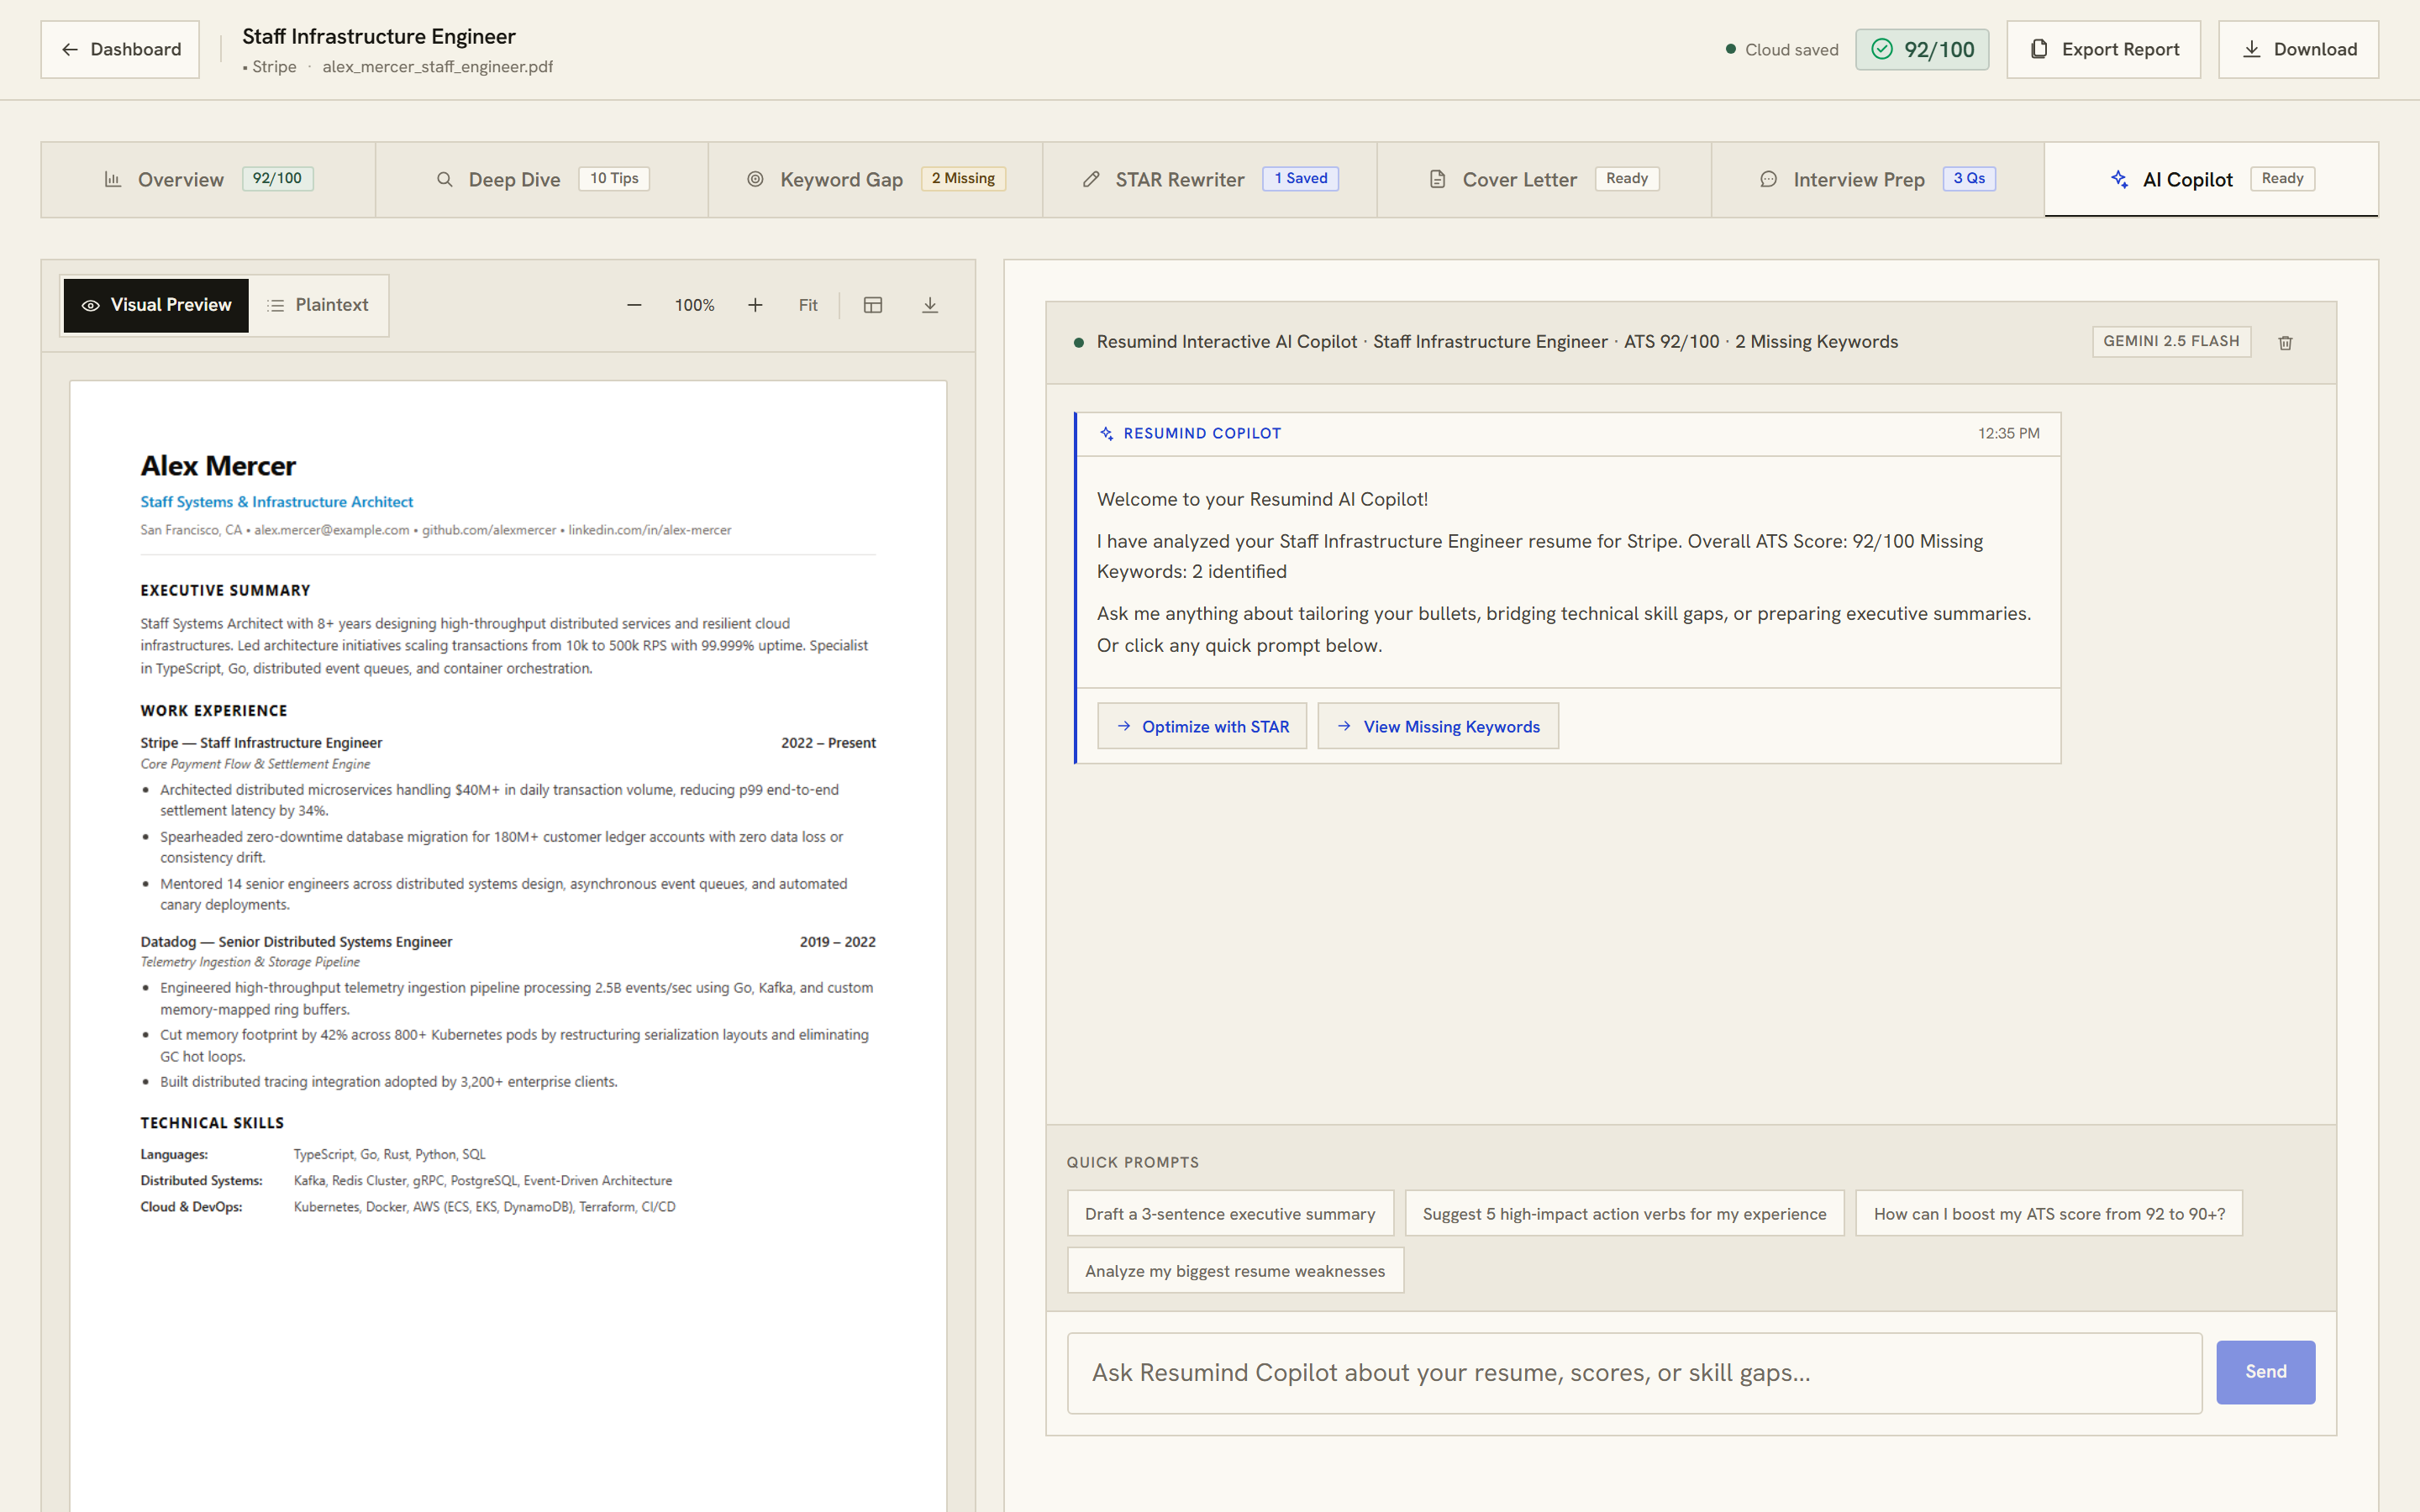 Dashboard
Staff Infrastructure Engineer
▪ Stripe · alex_mercer_staff_engineer.pdf
Cloud saved
92/100
Export Report
Download
Overview 92/100
Deep Dive 10 Tips
Keyword Gap 2 Missing
STAR Rewriter 1 Saved
Cover Letter Ready
Interview Prep 3 Qs
AI Copilot Ready
Visual Preview
Plaintext
100%
Fit
Alex Mercer
Staff Systems & Infrastructure Architect
San Francisco, CA • alex.mercer@example.com • github.com/alexmercer • linkedin.com/in/alex-mercer
EXECUTIVE SUMMARY
Staff Systems Architect with 8+ years designing high-throughput distributed services and resilient cloud
infrastructures. Led architecture initiatives scaling transactions from 10k to 500k RPS with 99.999% uptime. Specialist
in TypeScript, Go, distributed event queues, and container orchestration.
WORK EXPERIENCE
Stripe — Staff Infrastructure Engineer 2022 – Present
Core Payment Flow & Settlement Engine
• Architected distributed microservices handling $40M+ in daily transaction volume, reducing p99 end-to-end
settlement latency by 34%.
• Spearheaded zero-downtime database migration for 180M+ customer ledger accounts with zero data loss or
consistency drift.
• Mentored 14 senior engineers across distributed systems design, asynchronous event queues, and automated
canary deployments.
Datadog — Senior Distributed Systems Engineer 2019 – 2022
Telemetry Ingestion & Storage Pipeline
• Engineered high-throughput telemetry ingestion pipeline processing 2.5B events/sec using Go, Kafka, and custom
memory-mapped ring buffers.
• Cut memory footprint by 42% across 800+ Kubernetes pods by restructuring serialization layouts and eliminating
GC hot loops.
• Built distributed tracing integration adopted by 3,200+ enterprise clients.
TECHNICAL SKILLS
Languages: TypeScript, Go, Rust, Python, SQL
Distributed Systems: Kafka, Redis Cluster, gRPC, PostgreSQL, Event-Driven Architecture
Cloud & DevOps: Kubernetes, Docker, AWS (ECS, EKS, DynamoDB), Terraform, CI/CD
Resumind Interactive AI Copilot · Staff Infrastructure Engineer · ATS 92/100 · 2 Missing Keywords
GEMINI 2.5 FLASH
RESUMIND COPILOT 12:35 PM
Welcome to your Resumind AI Copilot!
I have analyzed your Staff Infrastructure Engineer resume for Stripe. Overall ATS Score: 92/100 Missing
Keywords: 2 identified
Ask me anything about tailoring your bullets, bridging technical skill gaps, or preparing executive summaries.
Or click any quick prompt below.
Optimize with STAR
View Missing Keywords
QUICK PROMPTS
Draft a 3-sentence executive summary
Suggest 5 high-impact action verbs for my experience
How can I boost my ATS score from 92 to 90+?
Analyze my biggest resume weaknesses
Ask Resumind Copilot about your resume, scores, or skill gaps...
Send